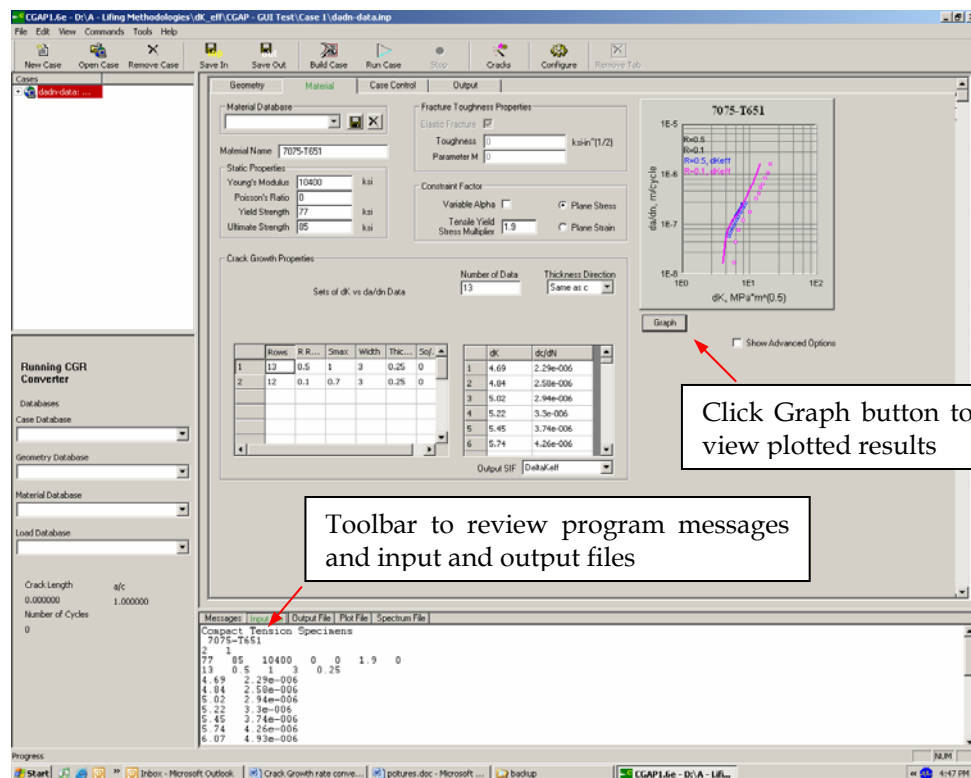 CGAP1.6e - D:\A - Lifing Methodologies\dK_eff\CGAP - GUI Test\Case 1\dadn-data.inp
File Edit View Commands Tools Help
New Case Open Case Remove Case Save In Save Out Build Case Run Case Stop Cracks Configure Remove Tab
Cases
dadn-data: ...
Geometry Material Case Control Output
Material Database
Material Name 7075-T651
Static Properties
Young's Modulus 10400 ksi
Poisson's Ratio 0
Yield Strength 77 ksi
Ultimate Strength 85 ksi
Fracture Toughness Properties
Elastic Fracture
Toughness 0 ksi-in^(1/2)
Parameter M 0
Constraint Factor
Variable Alpha Plane Stress
Tensile Yield
Stress Multiplier 1.9 Plane Strain
7075-T651
1E-5
R=0.5
R=0.1
R=0.5, dKeff
R=0.1, dKeff
1E-6
1E-7
1E-8
da/dn, m/cycle
1E0 1E1 1E2
dK, MPa*m^(0.5)
Graph
Show Advanced Options
Crack Growth Properties
Sets of dK vs da/dn Data
Number of Data
13
Thickness Direction
Same as c
Rows R R... Smax Width Thic... So/.
1 13 0.5 1 3 0.25 0
2 12 0.1 0.7 3 0.25 0
dK dc/dN
1 4.69 2.29e-006
2 4.84 2.58e-006
3 5.02 2.94e-006
4 5.22 3.3e-006
5 5.45 3.74e-006
6 5.74 4.26e-006
Output SIF DeltaKeff
Click Graph button to
view plotted results
Toolbar to review program messages
and input and output files
Running CGR
Converter
Databases
Case Database
Geometry Database
Material Database
Load Database
Crack Length a/c
0.000000 1.000000
Number of Cycles
0
Messages Input Output File Plot File Spectrum File
Compact Tension Specimens
7075-T651
2 1
77 85 10400 0 0 1.9 0
13 0.5 1 3 0.25
4.69 2.29e-006
4.84 2.58e-006
5.02 2.94e-006
5.22 3.3e-006
5.45 3.74e-006
5.74 4.26e-006
6.07 4.93e-006
Progress NUM
Start Inbox - Microsoft Outlook Crack Growth rate conve... pctures.doc - Microsoft ... backup CGAP1.6e - D:\A - Lifi... 4:47 PM